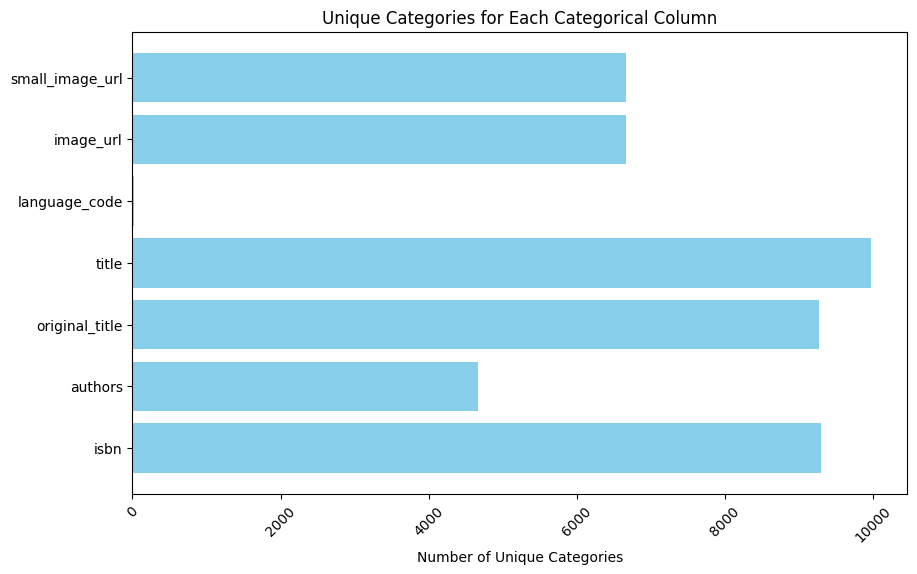 Unique Categories for Each Categorical Column
small_image_url
image_url
language_code
title
original_title
authors
isbn
0 2000 4000 6000 8000 10000
Number of Unique Categories